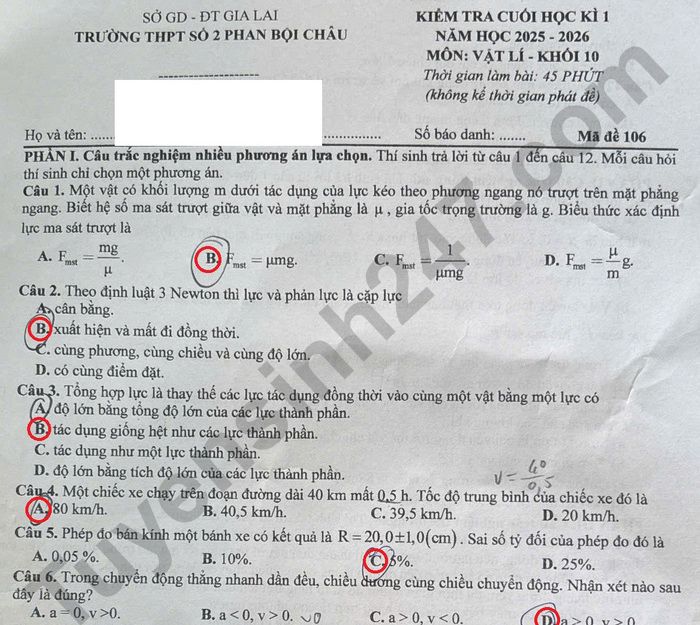 SỞ GD - ĐT GIA LAI
TRƯỜNG THPT SỐ 2 PHAN BỘI CHÂU
KIỂM TRA CUỐI HỌC KÌ 1
NĂM HỌC 2025 - 2026
MÔN: VẬT LÍ - KHỐI 10
Thời gian làm bài: 45 PHÚT
(không kể thời gian phát đề)
Họ và tên: ...................... Số báo danh: ....... Mã đề 106
PHẦN I. Câu trắc nghiệm nhiều phương án lựa chọn. Thí sinh trả lời từ câu 1 đến câu 12. Mỗi câu hỏi
thí sinh chỉ chọn một phương án.
Câu 1. Một vật có khối lượng m dưới tác dụng của lực kéo theo phương ngang nó trượt trên mặt phẳng
ngang. Biết hệ số ma sát trượt giữa vật và mặt phẳng là μ, gia tốc trọng trường là g. Biểu thức xác định
lực ma sát trượt là
A. Fmst = mg/μ. B. Fmst = μmg. C. Fmst = 1/μmg. D. Fmst = μ/m g.
Câu 2. Theo định luật 3 Newton thì lực và phản lực là cặp lực
A. cân bằng.
B. xuất hiện và mất đi đồng thời.
C. cùng phương, cùng chiều và cùng độ lớn.
D. có cùng điểm đặt.
Câu 3. Tổng hợp lực là thay thế các lực tác dụng đồng thời vào cùng một vật bằng một lực có
A. độ lớn bằng tổng độ lớn của các lực thành phần.
B. tác dụng giống hệt như các lực thành phần.
C. tác dụng như một lực thành phần.
D. độ lớn bằng tích độ lớn của các lực thành phần.
v = 40/0,5
Câu 4. Một chiếc xe chạy trên đoạn đường dài 40 km mất 0,5 h. Tốc độ trung bình của chiếc xe đó là
A. 80 km/h. B. 40,5 km/h. C. 39,5 km/h. D. 20 km/h.
Câu 5. Phép đo bán kính một bánh xe có kết quả là R = 20,0±1,0(cm). Sai số tỷ đối của phép đo đó là
A. 0,05 %. B. 10%. C. 5%. D. 25%.
Câu 6. Trong chuyển động thẳng nhanh dần đều, chiều dương cùng chiều chuyển động. Nhận xét nào sau
đây là đúng?
A. a = 0, v >0. B. a < 0, v > 0. C. a > 0, v < 0. D. a > 0, v > 0.
tuyensinh247.com